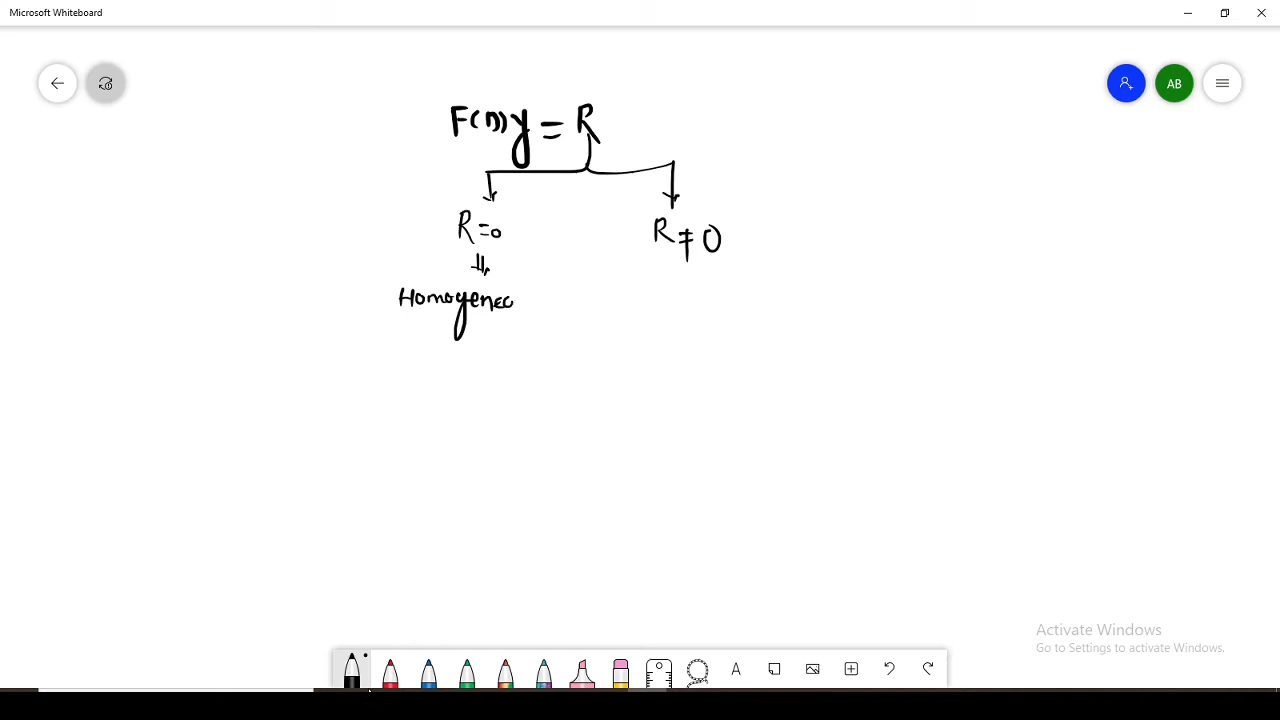 Microsoft Whiteboard
AB
F(D)y = R
R=0
R≠0
⇓
Homogeneo
Activate Windows
Go to Settings to activate Windows.
A